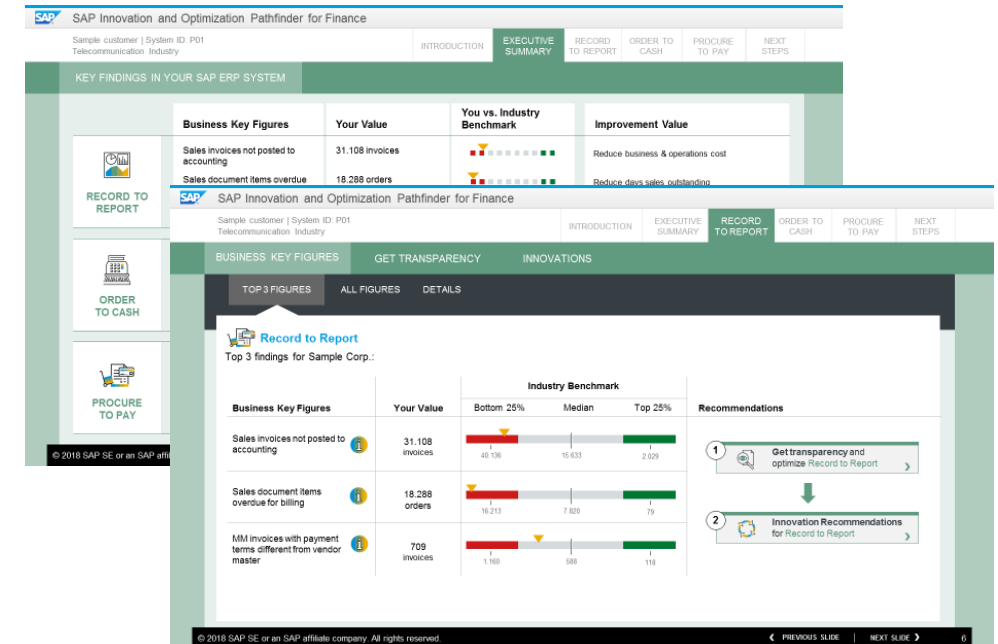 SAP SAP Innovation and Optimization Pathfinder for Finance
Sample customer | System ID: P01
Telecommunication Industry
INTRODUCTION
EXECUTIVE
SUMMARY
RECORD
TO REPORT
ORDER TO
CASH
PROCURE
TO PAY
NEXT
STEPS
KEY FINDINGS IN YOUR SAP ERP SYSTEM
Business Key Figures
Your Value
You vs. Industry
Benchmark
Improvement Value
Sales invoices not posted to
accounting
31.108 invoices
Reduce business & operations cost
Sales document items overdue
18.288 orders
Reduce days sales outstanding
RECORD TO
REPORT
ORDER
TO CASH
PROCURE
TO PAY
© 2018 SAP SE or an SAP affil
SAP SAP Innovation and Optimization Pathfinder for Finance
Sample customer | System ID: P01
Telecommunication Industry
INTRODUCTION
EXECUTIVE
SUMMARY
RECORD
TO REPORT
ORDER TO
CASH
PROCURE
TO PAY
NEXT
STEPS
BUSINESS KEY FIGURES
GET TRANSPARENCY
INNOVATIONS
TOP 3 FIGURES
ALL FIGURES
DETAILS
Record to Report
Top 3 findings for Sample Corp.:
Industry Benchmark
Business Key Figures
Your Value
Bottom 25%
Median
Top 25%
Recommendations
Sales invoices not posted to
accounting
i
31.108
invoices
40.136
15.633
2.029
Sales document items
overdue for billing
i
18.288
orders
16.213
7.820
79
MM invoices with payment
terms different from vendor
master
i
709
invoices
1.160
588
118
1
Get transparency and
optimize Record to Report
2
Innovation Recommendations
for Record to Report
© 2018 SAP SE or an SAP affiliate company. All rights reserved.
PREVIOUS SLIDE | NEXT SLIDE
6